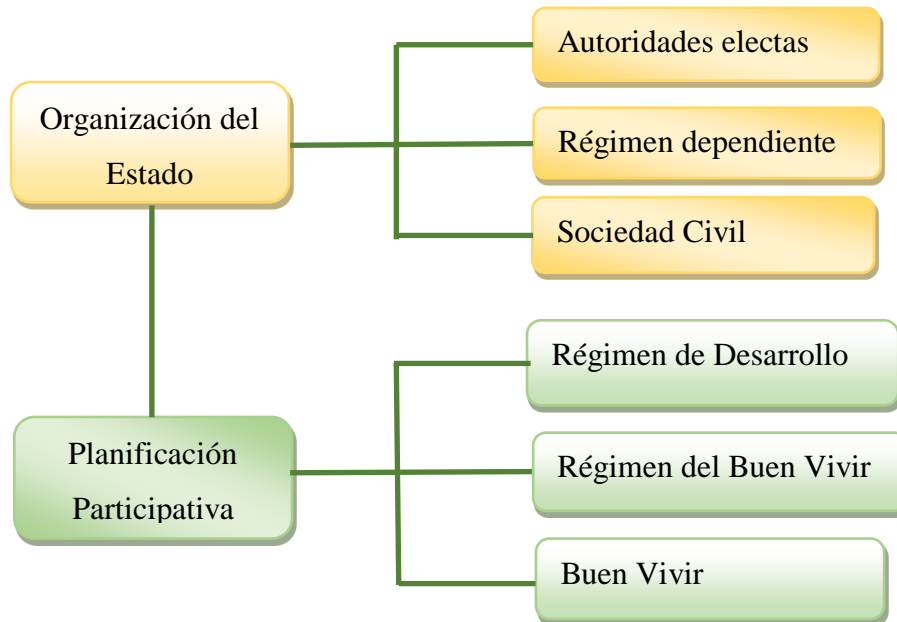 Organización del
Estado
Autoridades electas
Régimen dependiente
Sociedad Civil
Planificación
Participativa
Régimen de Desarrollo
Régimen del Buen Vivir
Buen Vivir